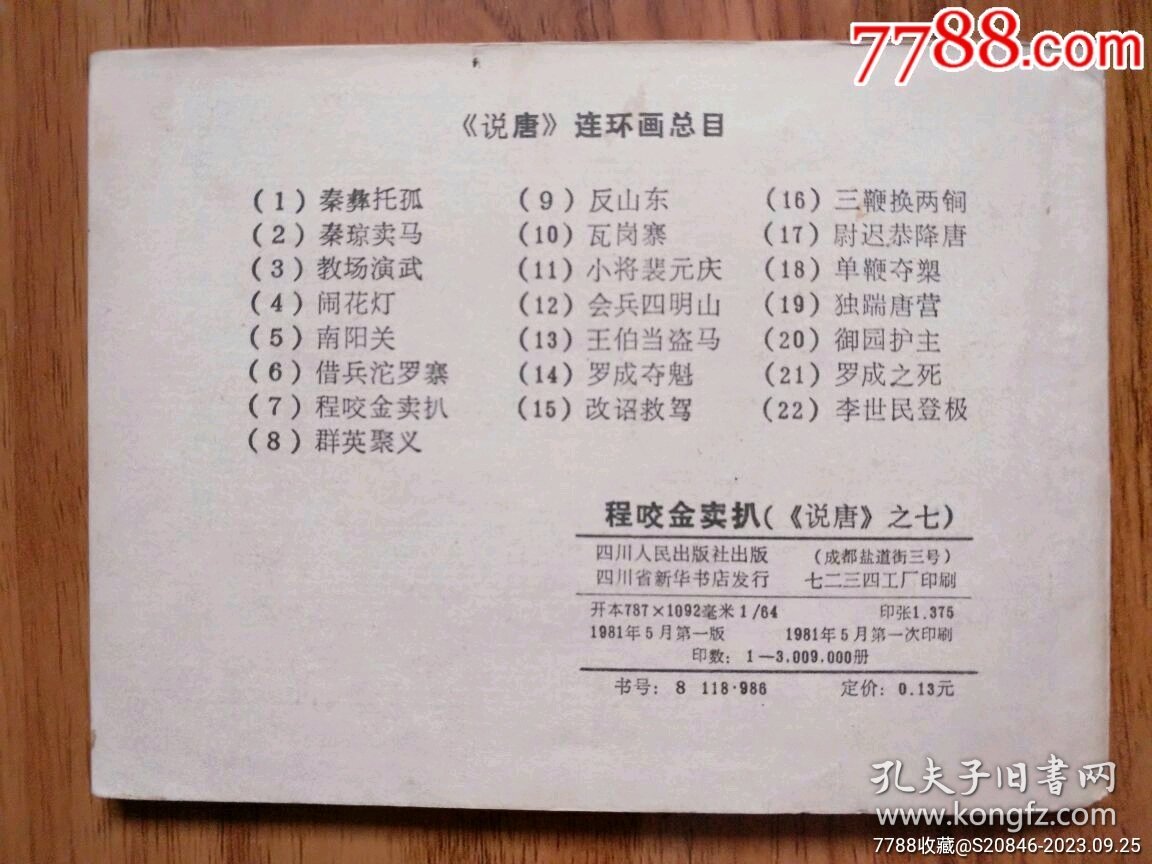 7788.com
《说唐》连环画总目
(1)秦彝托孤
(2)秦琼卖马
(3)教场演武
(4)闹花灯
(5)南阳关
(6)借兵沱罗寨
(7)程咬金卖扒
(8)群英聚义
(9)反山东
(10)瓦岗寨
(11)小将裴元庆
(12)会兵四明山
(13)王伯当盗马
(14)罗成夺魁
(15)改诏救驾
(16)三鞭换两锏
(17)尉迟恭降唐
(18)单鞭夺槊
(19)独踹唐营
(20)御园护主
(21)罗成之死
(22)李世民登极
程咬金卖扒(《说唐》之七)
四川人民出版社出版 (成都盐道街三号)
四川省新华书店发行 七二三四工厂印刷
开本787×1092毫米1/64 印张1.375
1981年5月第一版 1981年5月第一次印刷
印数：1—3,009,000册
书号：8118·986 定价：0.13元
孔夫子旧書网
www.kongfz.com
7788收藏@S20846-2023.09.25